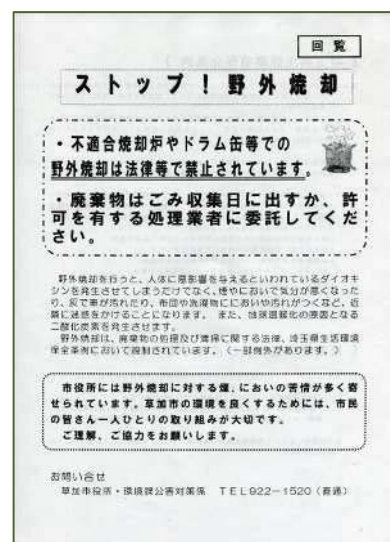 回覧
ストップ！野外焼却
・不適合焼却炉やドラム缶等での
野外焼却は法律等で禁止されています。
・廃棄物はごみ収集日に出すか、許
可を有する処理業者に委託してくだ
さい。
野外焼却を行うと、人体に悪影響を与えるといわれているダイオキ
シンを発生させてしまうだけでなく、煙やにおいで気分が悪くなった
り、灰で車が汚れたり、布団や洗濯物ににおいや汚れがつくなど、近
隣に迷惑をかけることになります。 また、地球温暖化の原因となる
二酸化炭素を発生させます。
野外焼却は、廃棄物の処理及び清掃に関する法律、埼玉県生活環境
保全条例において規制されています。（一部例外があります。）
市役所には野外焼却に対する煙、においの苦情が多く寄
せられています。草加市の環境を良くするためには、市民
の皆さん一人ひとりの取り組みが大切です。
ご理解、ご協力をお願いします。
お問い合せ
草加市役所・環境課公害対策係 ＴＥＬ922－1520（直通）